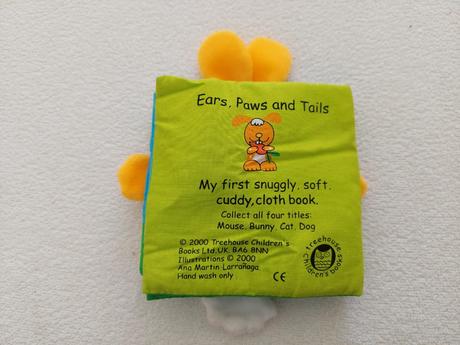 Ears, Paws and Tails
My first snuggly, soft,
cuddy, cloth book.
Collect all four titles:
Mouse, Bunny, Cat, Dog
© 2000 Treehouse Children's
Books Ltd, UK, BA6 8NN
Illustrations © 2000
Ana Martin Larrañaga.
Hand wash only
CE
treehouse
children's books